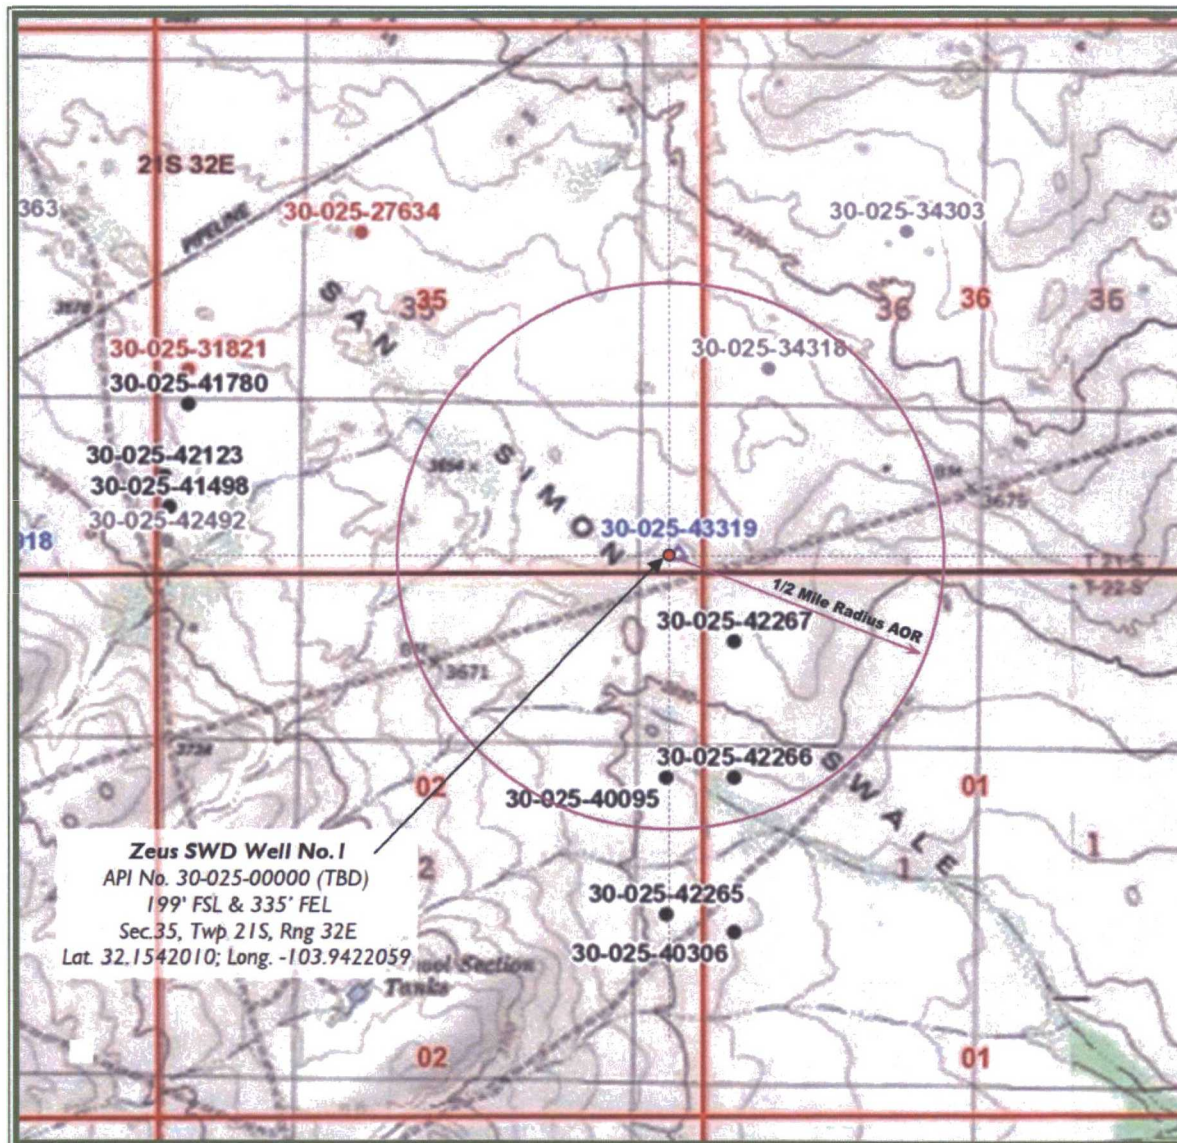 21S 32E
363
30-025-27634
30-025-34303
PIPELINE
3678
SAN
35
35
36
36
36
30-025-31821
30-025-34318
30-025-41780
30-025-42123
30-025-41498
30-025-42492
018
3654
SIMON
30-025-43319
3675
T-21-S
T-22-S
1/2 Mile Radius AOR
30-025-42267
3671
3734
30-025-42266
30-025-40095
SWALE
02
01
2
1
1
Zeus SWD Well No.1
API No. 30-025-00000 (TBD)
199' FSL & 335' FEL
Sec.35, Twp 21S, Rng 32E
Lat. 32.1542010; Long. -103.9422059
30-025-42265
30-025-40306
Section
Tanks
02
01